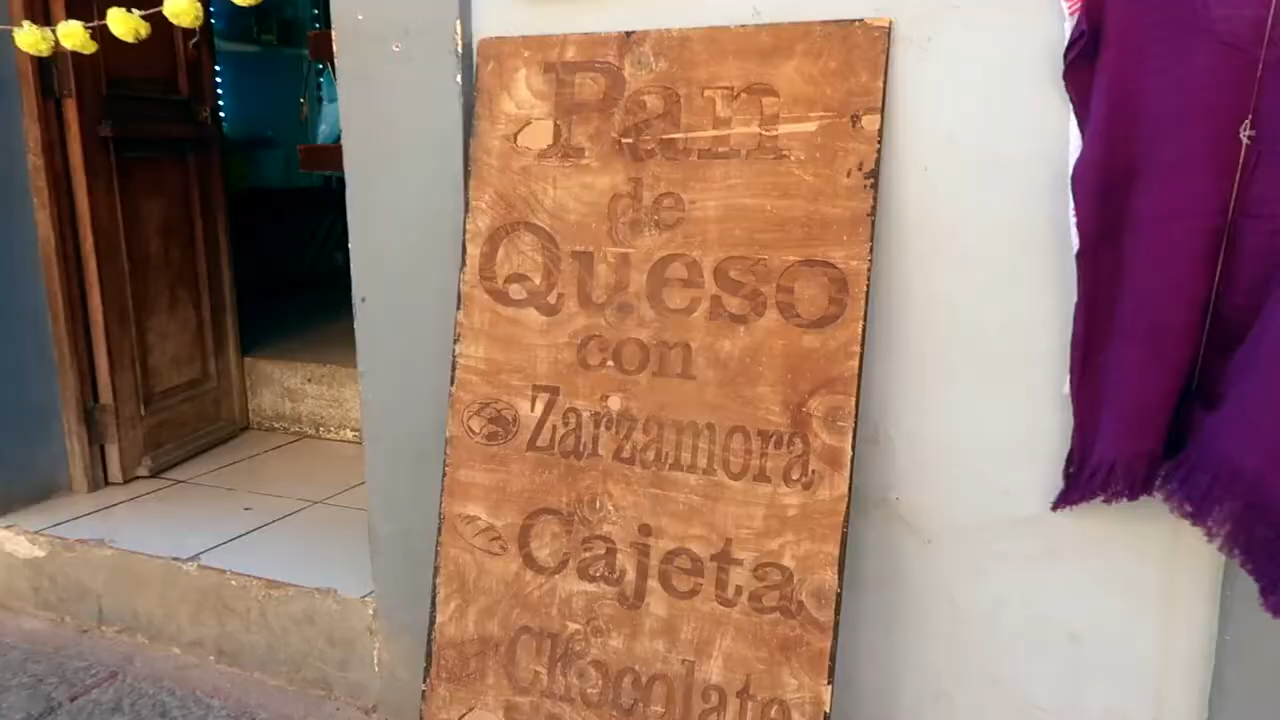 Pan
de
Queso
con
Zarzamora
Cajeta
Chocolate